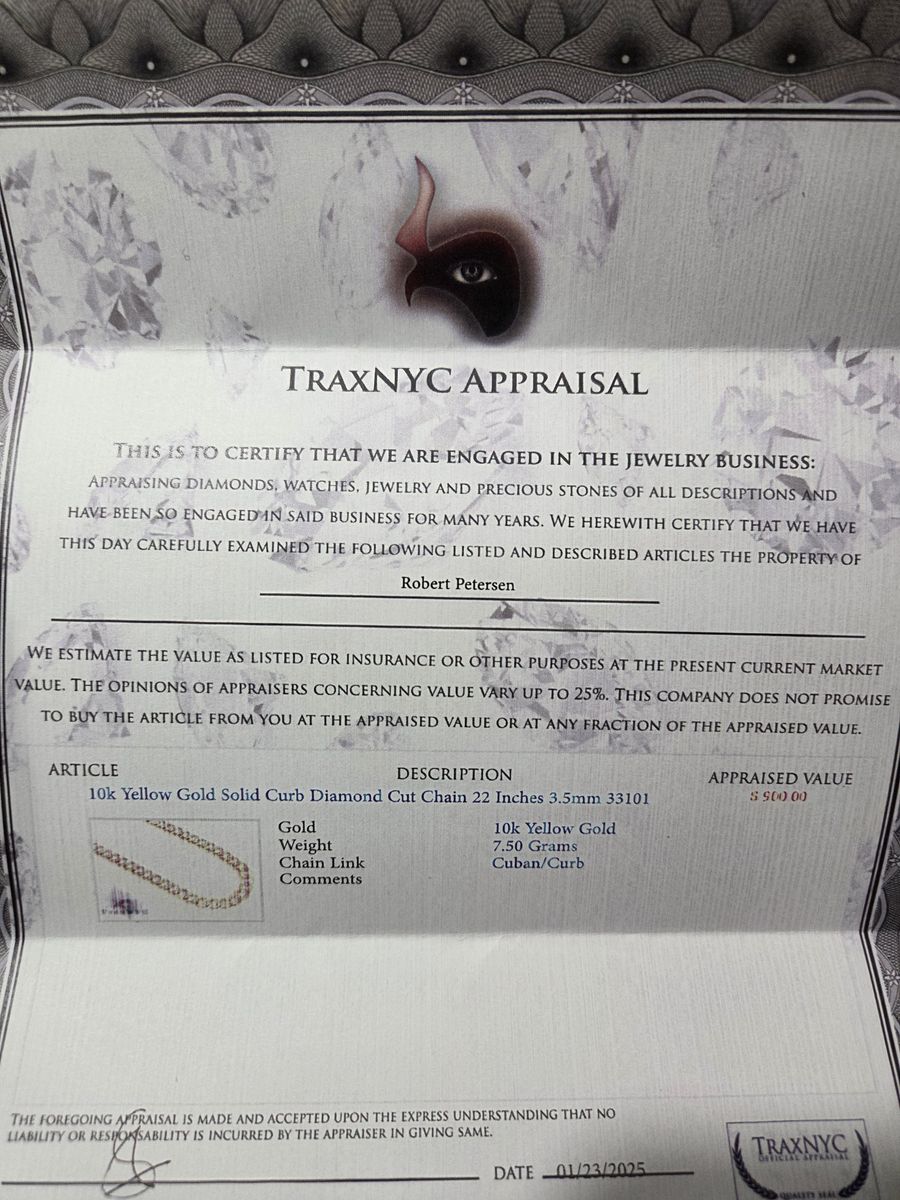 TRAXNYC APPRAISAL
THIS IS TO CERTIFY THAT WE ARE ENGAGED IN THE JEWELRY BUSINESS:
APPRAISING DIAMONDS, WATCHES, JEWELRY AND PRECIOUS STONES OF ALL DESCRIPTIONS AND
HAVE BEEN SO ENGAGED IN SAID BUSINESS FOR MANY YEARS. WE HEREWITH CERTIFY THAT WE HAVE
THIS DAY CAREFULLY EXAMINED THE FOLLOWING LISTED AND DESCRIBED ARTICLES THE PROPERTY OF
Robert Petersen
WE ESTIMATE THE VALUE AS LISTED FOR INSURANCE OR OTHER PURPOSES AT THE PRESENT CURRENT MARKET
VALUE. THE OPINIONS OF APPRAISERS CONCERNING VALUE VARY UP TO 25%. THIS COMPANY DOES NOT PROMISE
TO BUY THE ARTICLE FROM YOU AT THE APPRAISED VALUE OR AT ANY FRACTION OF THE APPRAISED VALUE.
ARTICLE DESCRIPTION APPRAISED VALUE
10k Yellow Gold Solid Curb Diamond Cut Chain 22 Inches 3.5mm 33101 $
Gold 10k Yellow Gold
Weight 7.50 Grams
Chain Link Cuban/Curb
Comments
THE FOREGOING APPRAISAL IS MADE AND ACCEPTED UPON THE EXPRESS UNDERSTANDING THAT NO
LIABILITY OR RESPONSABILITY IS INCURRED BY THE APPRAISER IN GIVING SAME.
DATE 01/23/2025
TRAXNYC
OFFICIAL APPRAISAL
QUALITY SEAL